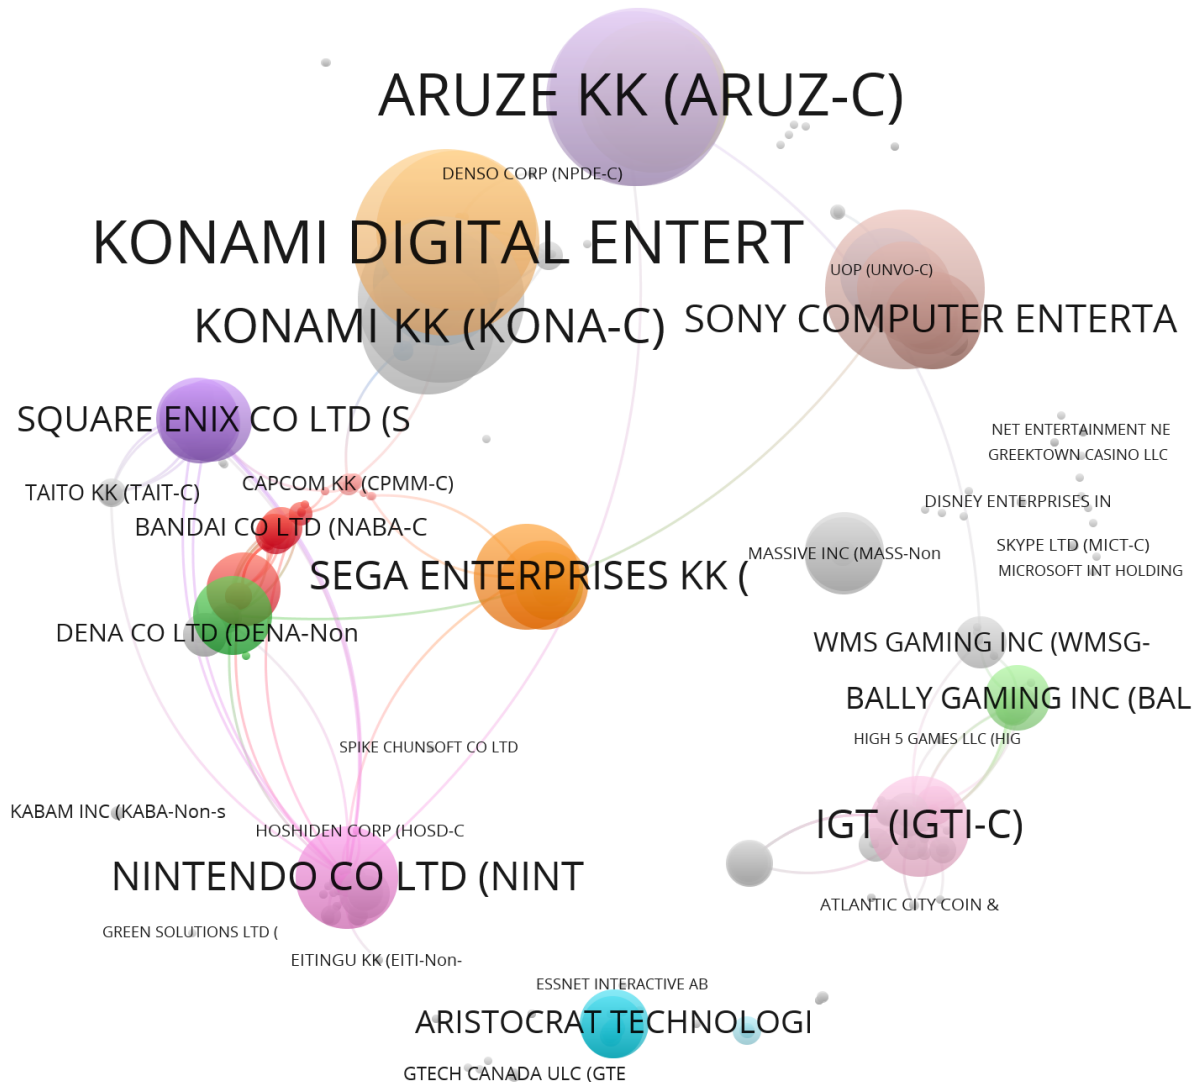 ARUZE KK (ARUZ-C)
DENSO CORP (NPDE-C)
KONAMI DIGITAL ENTERT
UOP (UNVO-C)
KONAMI KK (KONA-C)
SONY COMPUTER ENTERTA
SQUARE ENIX CO LTD (S
NET ENTERTAINMENT NE
GREEKTOWN CASINO LLC
CAPCOM KK (CPMM-C)
TAITO KK (TAIT-C)
DISNEY ENTERPRISES IN
BANDAI CO LTD (NABA-C
SKYPE LTD (MICT-C)
MASSIVE INC (MASS-Non
MICROSOFT INT HOLDING
SEGA ENTERPRISES KK (
DENA CO LTD (DENA-Non
WMS GAMING INC (WMSG-
BALLY GAMING INC (BAL
HIGH 5 GAMES LLC (HIG
SPIKE CHUNSOFT CO LTD
KABAM INC (KABA-Non-s
IGT (IGTI-C)
HOSHIDEN CORP (HOSD-C
NINTENDO CO LTD (NINT
ATLANTIC CITY COIN &
GREEN SOLUTIONS LTD (
EITINGU KK (EITI-Non-
ESSNET INTERACTIVE AB
ARISTOCRAT TECHNOLOGI
GTECH CANADA ULC (GTE